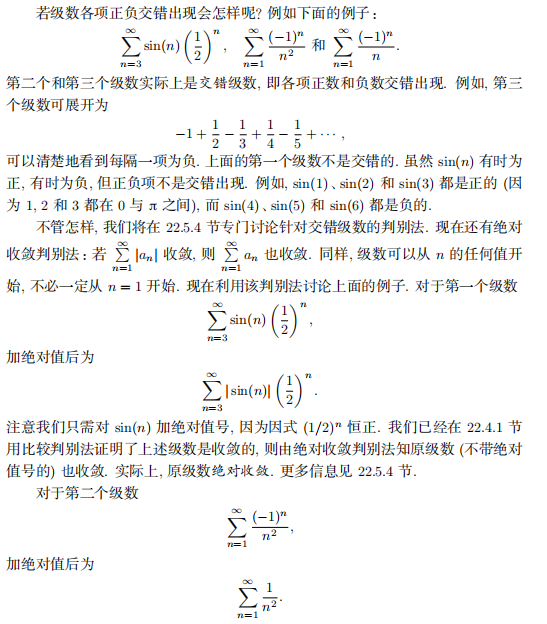 若级数各项正负交错出现会怎样呢? 例如下面的例子:
$\sum_{n=3}^{\infty} \sin(n) \left(\frac{1}{2}\right)^n, \quad \sum_{n=1}^{\infty} \frac{(-1)^n}{n^2} \text{ 和 } \sum_{n=1}^{\infty} \frac{(-1)^n}{n}.$
第二个和第三个级数实际上是交错级数, 即各项正数和负数交错出现. 例如, 第三
个级数可展开为
$-1 + \frac{1}{2} - \frac{1}{3} + \frac{1}{4} - \frac{1}{5} + \cdots,$
可以清楚地看到每隔一项为负. 上面的第一个级数不是交错的. 虽然 sin(n) 有时为
正, 有时为负, 但正负项不是交错出现. 例如, sin(1)、sin(2) 和 sin(3) 都是正的 (因
为 1, 2 和 3 都在 0 与 π 之间), 而 sin(4)、sin(5) 和 sin(6) 都是负的.
不管怎样, 我们将在 22.5.4 节专门讨论针对交错级数的判别法. 现在还有绝对
收敛判别法: 若 $\sum_{n=1}^{\infty} |a_n|$ 收敛, 则 $\sum_{n=1}^{\infty} a_n$ 也收敛. 同样, 级数可以从 n 的任何值开
始, 不必一定从 n = 1 开始. 现在利用该判别法讨论上面的例子. 对于第一个级数
$\sum_{n=3}^{\infty} \sin(n) \left(\frac{1}{2}\right)^n,$
加绝对值后为
$\sum_{n=3}^{\infty} |\sin(n)| \left(\frac{1}{2}\right)^n.$
注意我们只需对 sin(n) 加绝对值号, 因为因式 (1/2)^n 恒正. 我们已经在 22.4.1 节
用比较判别法证明了上述级数是收敛的, 则由绝对收敛判别法知原级数 (不带绝对
值号的) 也收敛. 实际上, 原级数绝对收敛. 更多信息见 22.5.4 节.
对于第二个级数
$\sum_{n=1}^{\infty} \frac{(-1)^n}{n^2},$
加绝对值后为
$\sum_{n=1}^{\infty} \frac{1}{n^2}.$